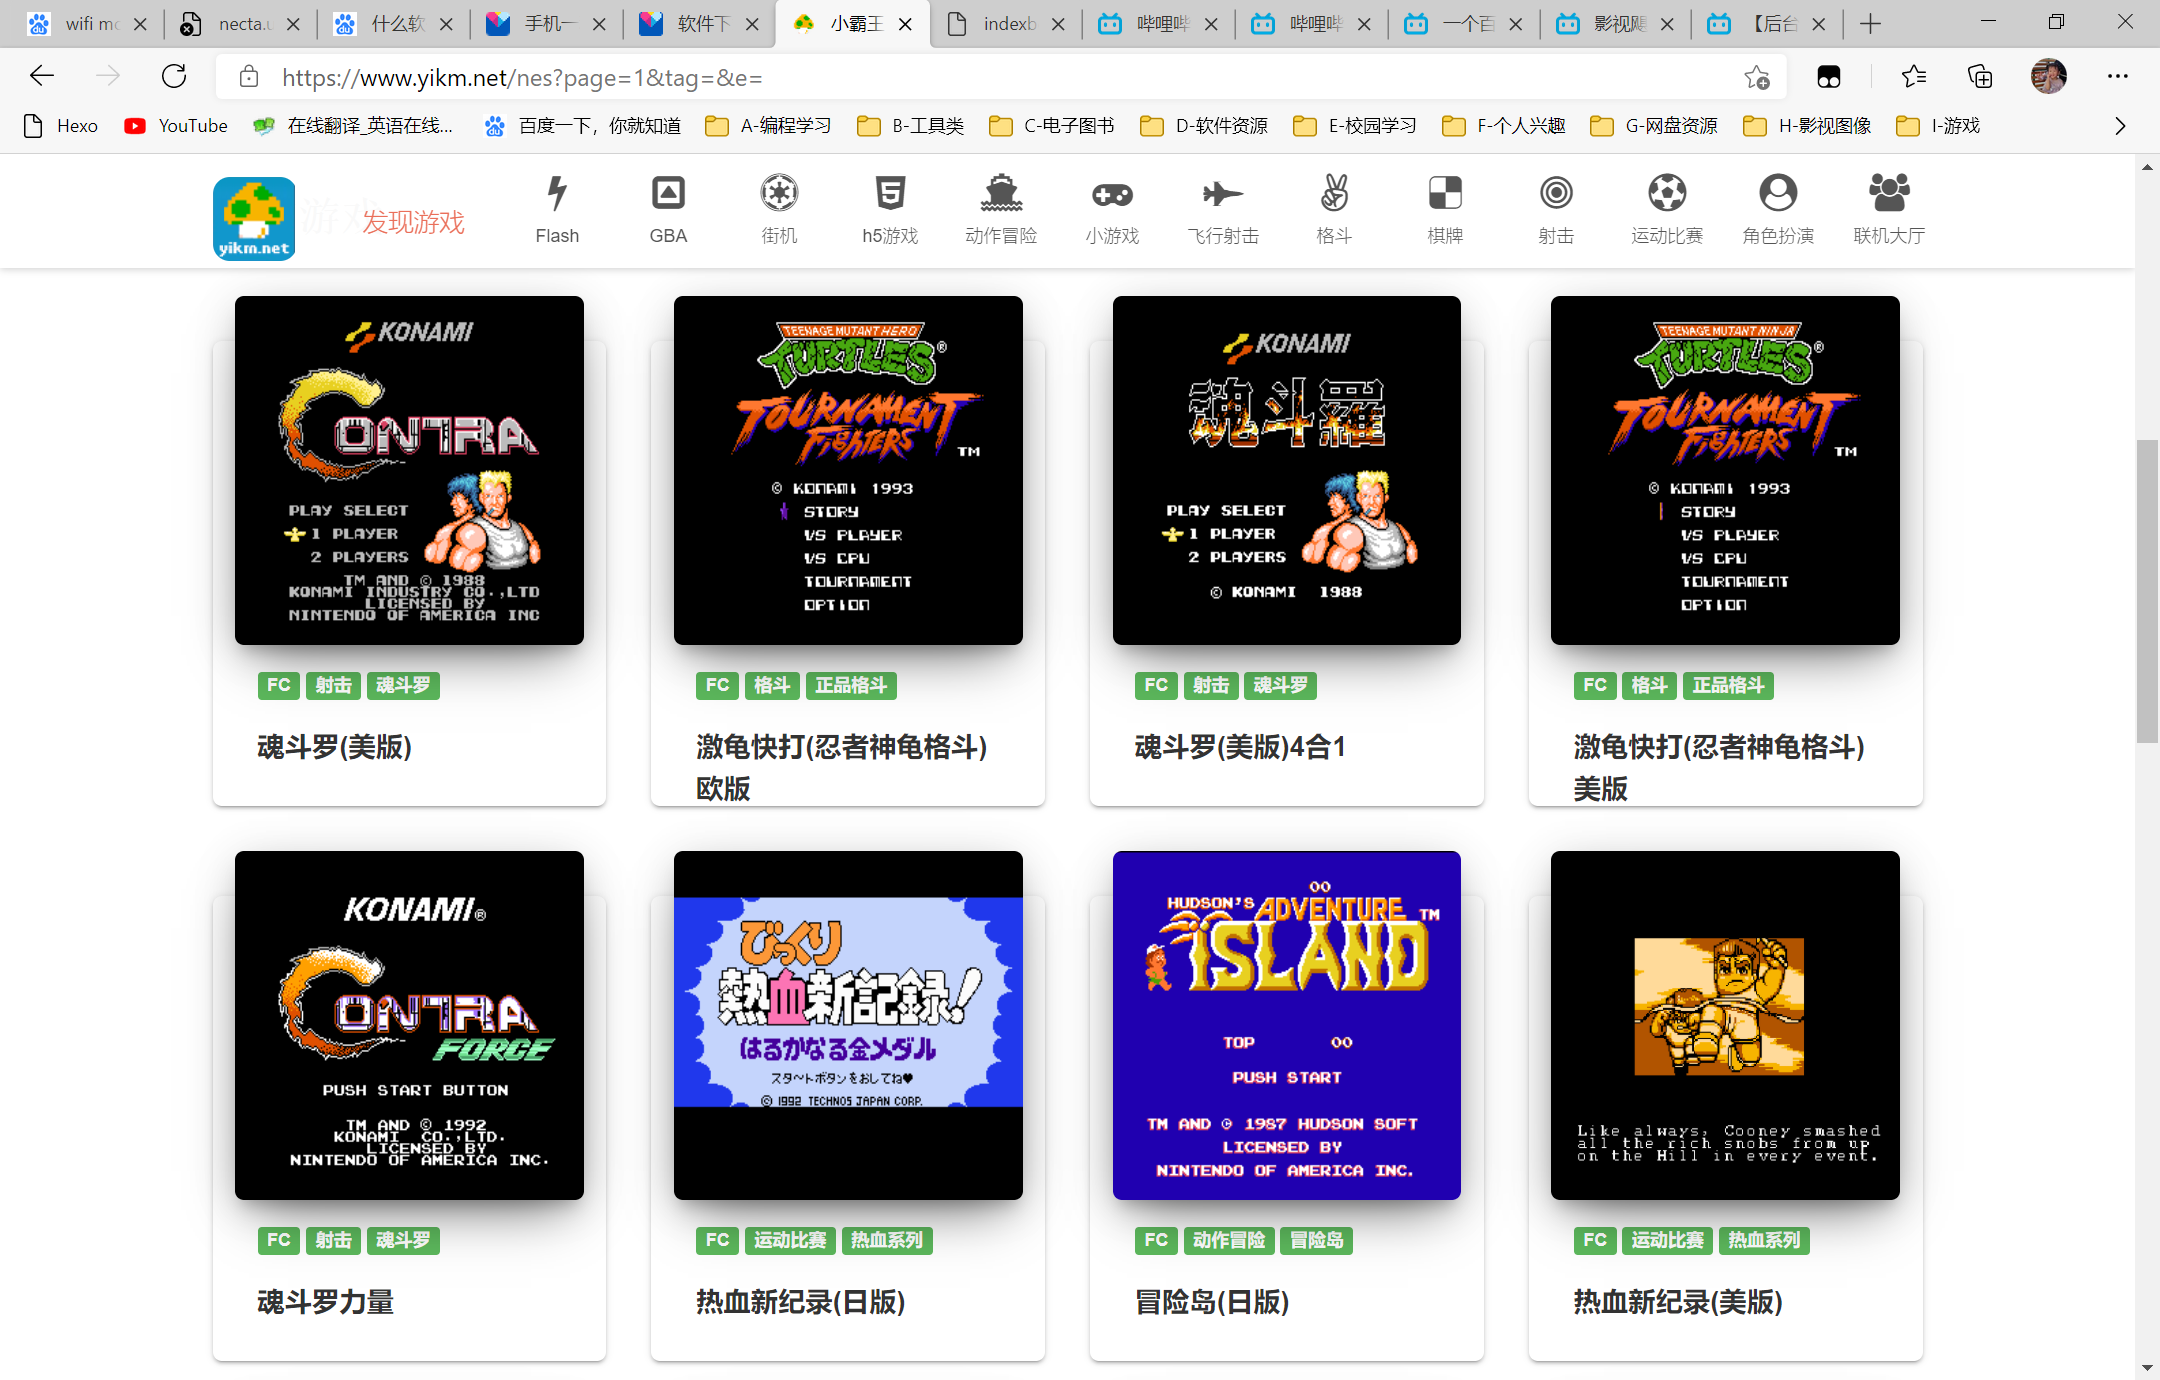 wifi mc
necta.u
什么软
手机一
软件下
小霸王
indexb
哔哩哔
哔哩哔
一个百
影视飓
【后台
https://www.yikm.net/nes?page=1&tag=&e=
Hexo
YouTube
在线翻译_英语在线...
百度一下，你就知道
A-编程学习
B-工具类
C-电子图书
D-软件资源
E-校园学习
F-个人兴趣
G-网盘资源
H-影视图像
I-游戏
yikm.net
发现游戏
Flash
GBA
街机
h5游戏
动作冒险
小游戏
飞行射击
格斗
棋牌
射击
运动比赛
角色扮演
联机大厅
KONAMI
CONTRA
PLAY SELECT
1 PLAYER
2 PLAYERS
TM AND © 1988
KONAMI INDUSTRY CO.,LTD
LICENSED BY
NINTENDO OF AMERICA INC
FC 射击 魂斗罗
魂斗罗(美版)
TEENAGE MUTANT HERO
TURTLES®
TOURNAMENT
FIGHTERS
TM
© KONAMI 1993
STORY
VS PLAYER
VS CPU
TOURNAMENT
OPTION
FC 格斗 正品格斗
激龟快打(忍者神龟格斗)
欧版
KONAMI
魂斗羅
PLAY SELECT
1 PLAYER
2 PLAYERS
© KONAMI 1988
FC 射击 魂斗罗
魂斗罗(美版)4合1
TEENAGE MUTANT NINJA
TURTLES®
TOURNAMENT
FIGHTERS
TM
© KONAMI 1993
STORY
VS PLAYER
VS CPU
TOURNAMENT
OPTION
FC 格斗 正品格斗
激龟快打(忍者神龟格斗)
美版
KONAMI®
CONTRA
FORCE
PUSH START BUTTON
TM AND © 1992
KONAMI CO.,LTD.
LICENSED BY
NINTENDO OF AMERICA INC.
FC 射击 魂斗罗
魂斗罗力量
びっくり
熱血新記録!
はるかなる金メダル
スタートボタンをおしてね♥
© 1992 TECHNOS JAPAN CORP.
FC 运动比赛 热血系列
热血新纪录(日版)
00
HUDSON'S ADVENTURE TM
ISLAND
TOP 00
PUSH START
TM AND © 1987 HUDSON SOFT
LICENSED BY
NINTENDO OF AMERICA INC.
FC 动作冒险 冒险岛
冒险岛(日版)
Like always, Cooney smashed
all the rich snobs from up
on the Hill in every event.
FC 运动比赛 热血系列
热血新纪录(美版)